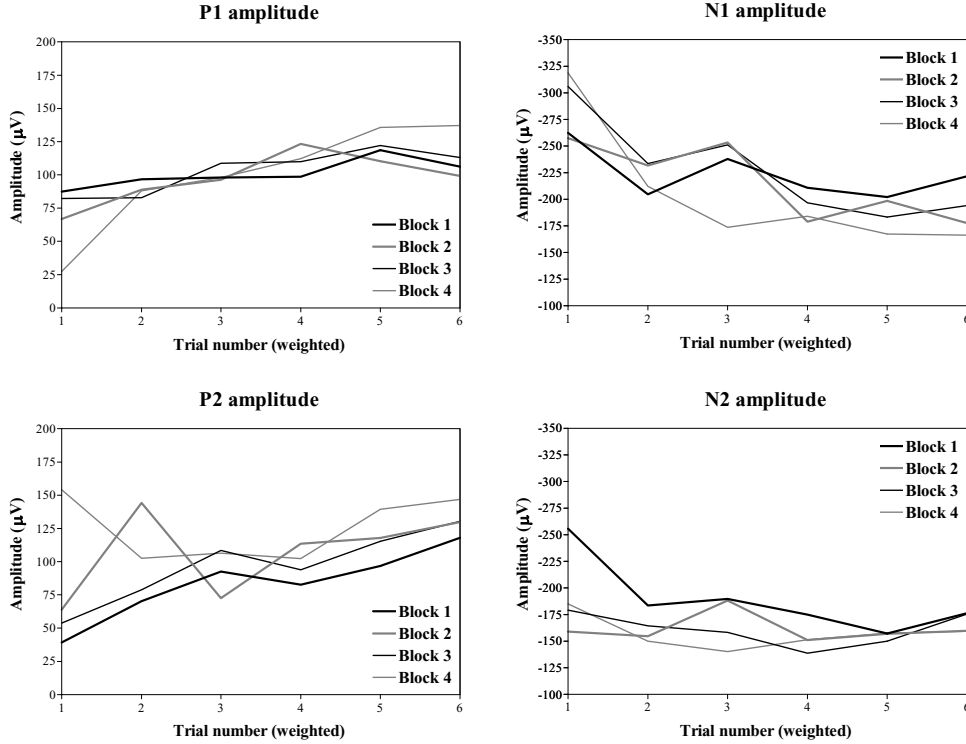 P1 amplitude
Amplitude (μV)
200
175
150
125
100
75
50
25
0
1 2 3 4 5 6
Trial number (weighted)
Block 1
Block 2
Block 3
Block 4
N1 amplitude
Amplitude (μV)
-350
-325
-300
-275
-250
-225
-200
-175
-150
-125
-100
1 2 3 4 5 6
Trial number (weighted)
Block 1
Block 2
Block 3
Block 4
P2 amplitude
Amplitude (μV)
200
175
150
125
100
75
50
25
0
1 2 3 4 5 6
Trial number (weighted)
Block 1
Block 2
Block 3
Block 4
N2 amplitude
Amplitude (μV)
-350
-325
-300
-275
-250
-225
-200
-175
-150
-125
-100
1 2 3 4 5 6
Trial number (weighted)
Block 1
Block 2
Block 3
Block 4